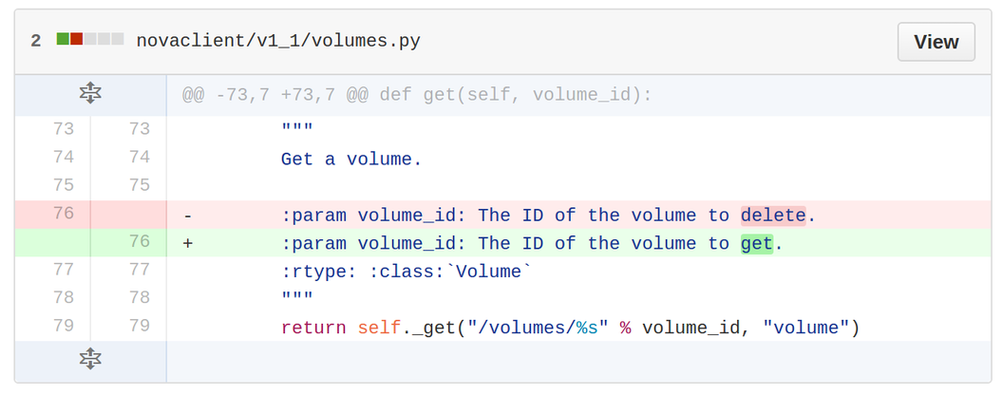 2 novaclient/v1_1/volumes.py View
@@ -73,7 +73,7 @@ def get(self, volume_id):
73 73 """
74 74 Get a volume.
75 75
76 - :param volume_id: The ID of the volume to delete.
76 + :param volume_id: The ID of the volume to get.
77 77 :rtype: :class:`Volume`
78 78 """
79 79 return self._get("/volumes/%s" % volume_id, "volume")